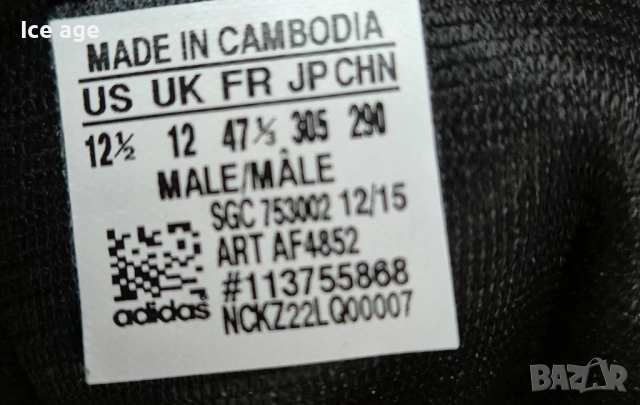 Ice age
MADE IN CAMBODIA
US UK FR JP CHN
12½ 12 47⅓ 305 290
MALE/MÂLE
SGC 753002 12/15
ART AF4852
#113755868
adidas NCKZ22LQ00007
BAZAR